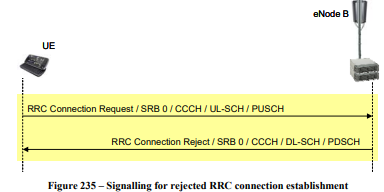 eNode B
UE
RRC Connection Request / SRB 0 / CCCH / UL-SCH / PUSCH
RRC Connection Reject / SRB 0 / CCCH / DL-SCH / PDSCH
Figure 235 – Signalling for rejected RRC connection establishment